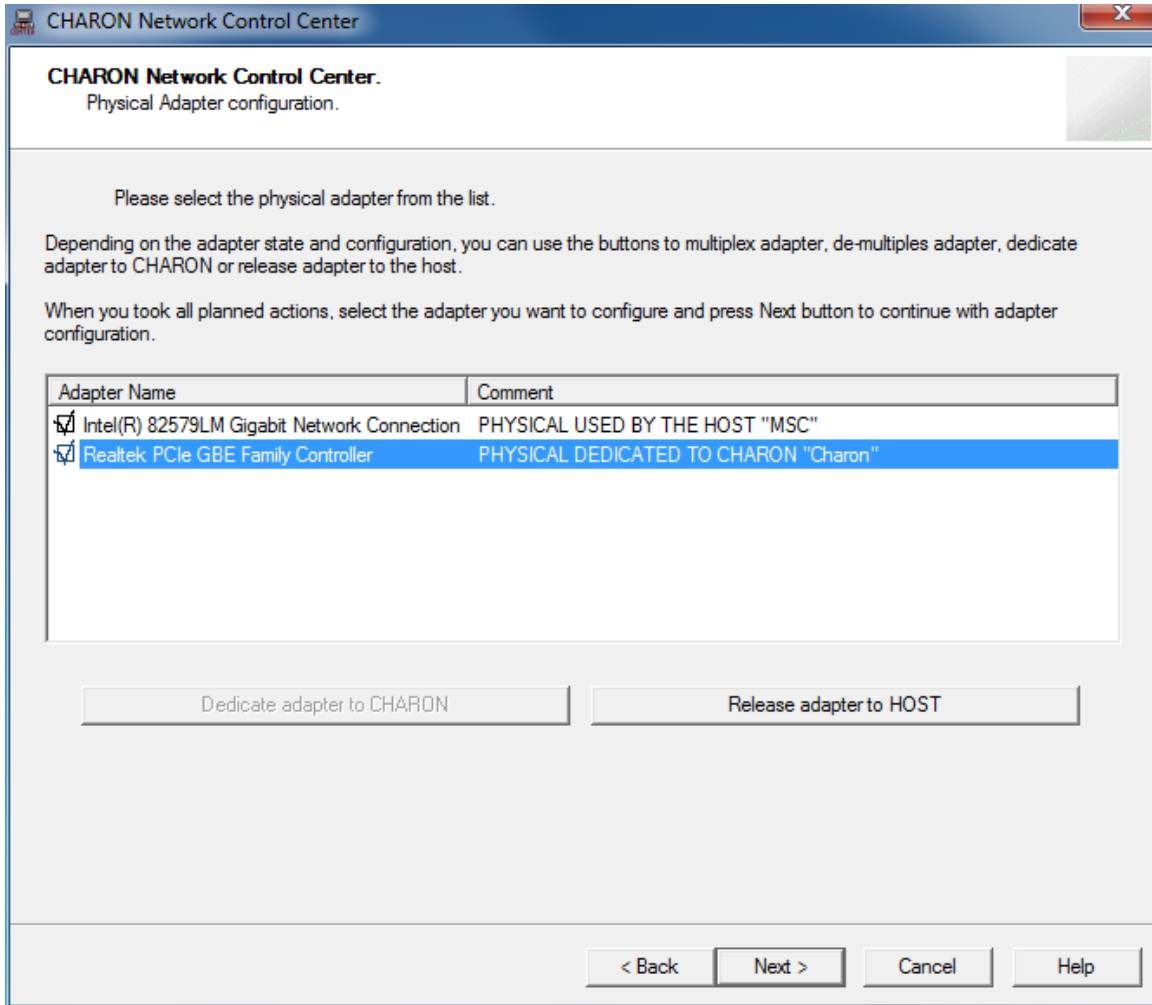 CHARON Network Control Center
CHARON Network Control Center.
Physical Adapter configuration.
Please select the physical adapter from the list.
Depending on the adapter state and configuration, you can use the buttons to multiplex adapter, de-multiples adapter, dedicate
adapter to CHARON or release adapter to the host.
When you took all planned actions, select the adapter you want to configure and press Next button to continue with adapter
configuration.
Adapter Name Comment
Intel(R) 82579LM Gigabit Network Connection PHYSICAL USED BY THE HOST "MSC"
Realtek PCIe GBE Family Controller PHYSICAL DEDICATED TO CHARON "Charon"
Dedicate adapter to CHARON Release adapter to HOST
< Back Next > Cancel Help